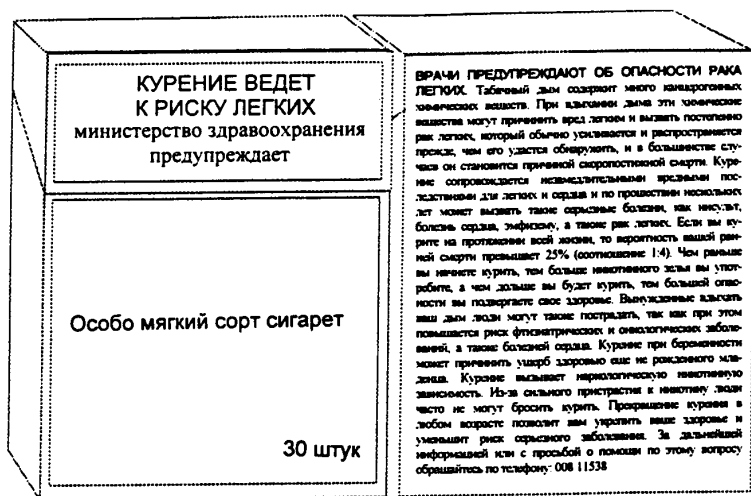 КУРЕНИЕ ВЕДЕТ
К РИСКУ ЛЕГКИХ
министерство здравоохранения
предупреждает
Особо мягкий сорт сигарет
30 штук
ВРАЧИ ПРЕДУПРЕЖДАЮТ ОБ ОПАСНОСТИ РАКА
ЛЕГКИХ. Табачный дым содержит много канцерогенных
химических веществ. При вдыхании дыма эти химические
вещества могут причинить вред легким и вызвать постепенно
рак легких, который обычно усиливается и распространяется
прежде, чем его удастся обнаружить, и в большинстве слу-
чаев он становится причиной скоропостижной смерти. Куре-
ние сопровождается незамедлительными вредными пос-
ледствиями для легких и сердца и по прошествии нескольких
лет может вызвать такие серьезные болезни, как инсульт,
болезнь сердца, эмфизему, а также рак легких. Если вы ку-
рите на протяжении всей жизни, то вероятность вашей ран-
ней смерти превышает 25% (соотношение 1:4). Чем раньше
вы начнете курить, тем больше никотинного зелья вы упот-
ребите, а чем дольше вы будет курить, тем большей опас-
ности вы подвергаете свое здоровье. Вынужденные вдыхать
ваш дым люди могут также пострадать, так как при этом
повышается риск фтизиатрических и онкологических заболе-
ваний, а также болезней сердца. Курение при беременности
может причинить ущерб здоровью еще не рожденного мла-
денца. Курение вызывает наркологическую никотинную
зависимость. Из-за сильного пристрастия к никотину люди
часто не могут бросить курить. Прекращение курения в
любом возрасте позволит вам укрепить ваше здоровье и
уменьшит риск серьезного заболевания. За дальнейшей
информацией или с просьбой о помощи по этому вопросу
обращайтесь по телефону: 008 11538